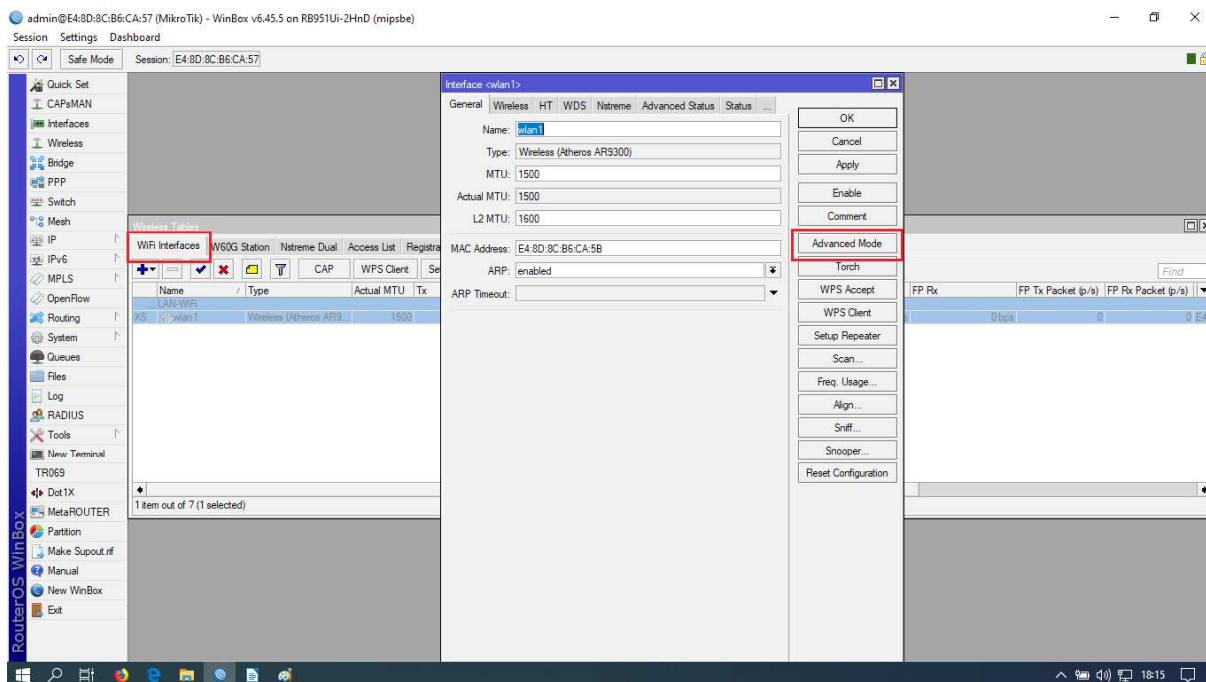 admin@E4:8D:8C:B6:CA:57 (MikroTik) - WinBox v6.45.5 on RB951Ui-2HnD (mipsbe)
Session Settings Dashboard
Safe Mode Session: E4:8D:8C:B6:CA:57
Quick Set
CAPsMAN
Interfaces
Wireless
Bridge
PPP
Switch
Mesh
IP
IPv6
MPLS
OpenFlow
Routing
System
Queues
Files
Log
RADIUS
Tools
New Terminal
TR069
Dot1X
MetaROUTER
Partition
Make Supout.rif
Manual
New WinBox
Exit
RouterOS WinBox
Wireless Tables
WiFi Interfaces W60G Station Nstreme Dual Access List Registra
CAP WPS Client Se
Find
Name Type Actual MTU Tx FP Rx FP Tx Packet (p/s) FP Rx Packet (p/s)
::: LAN-WiFi
XS wlan1 Wireless (Atheros AR9... 1500 0 bps 0 0 E4
1 item out of 7 (1 selected)
Interface <wlan1>
General Wireless HT WDS Nstreme Advanced Status Status ...
Name: wlan1
Type: Wireless (Atheros AR9300)
MTU: 1500
Actual MTU: 1500
L2 MTU: 1600
MAC Address: E4:8D:8C:B6:CA:5B
ARP: enabled
ARP Timeout:
OK
Cancel
Apply
Enable
Comment
Advanced Mode
Torch
WPS Accept
WPS Client
Setup Repeater
Scan...
Freq. Usage...
Align...
Sniff...
Snooper...
Reset Configuration
18:15